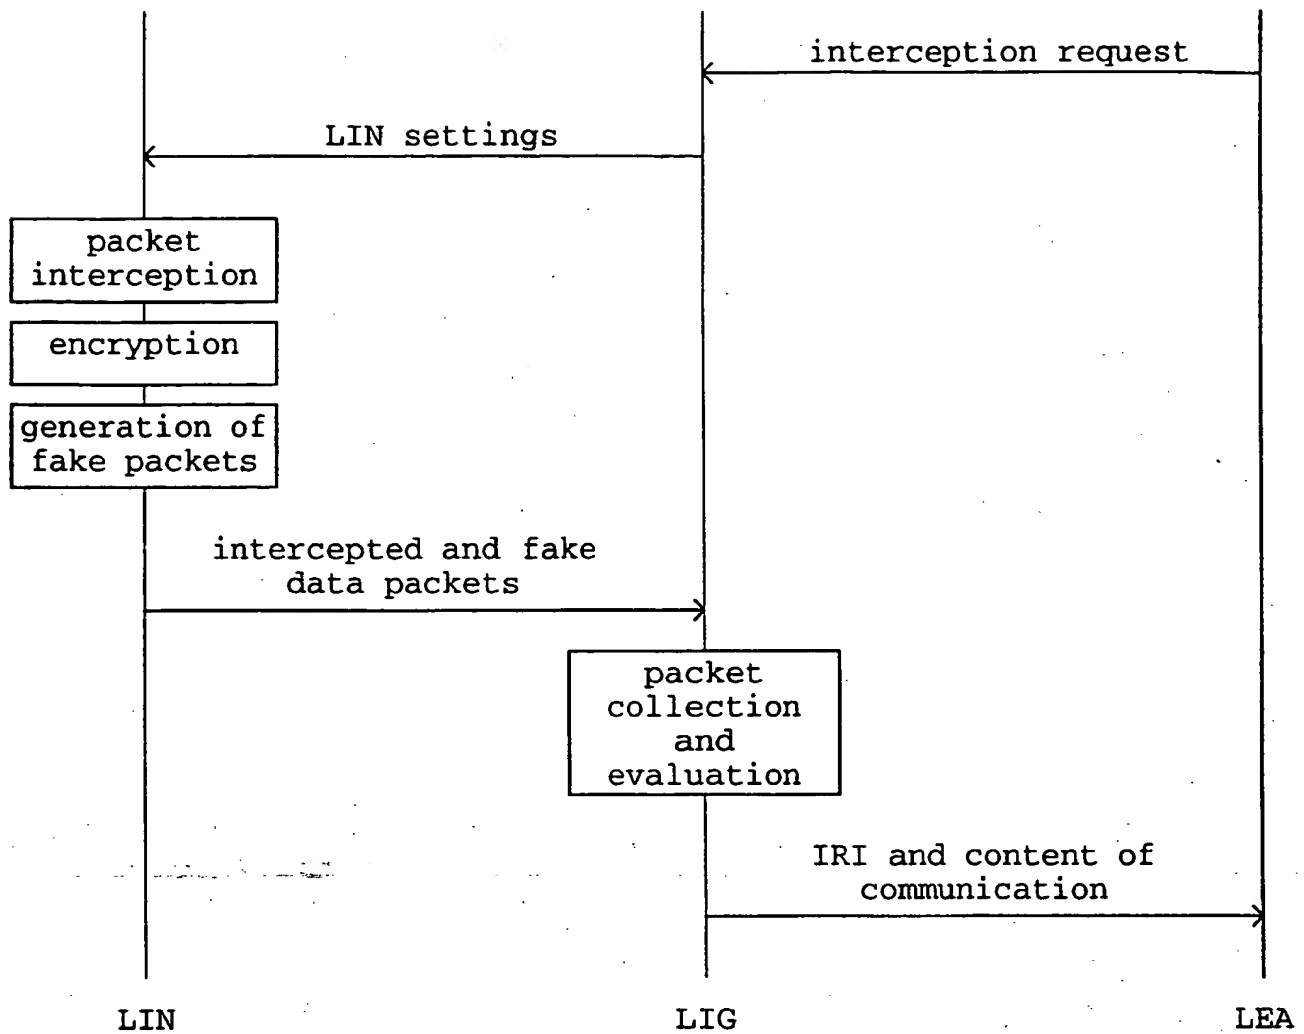 interception request
LIN settings
packet
interception
encryption
generation of
fake packets
intercepted and fake
data packets
packet
collection
and
evaluation
IRI and content of
communication
LIN
LIG
LEA